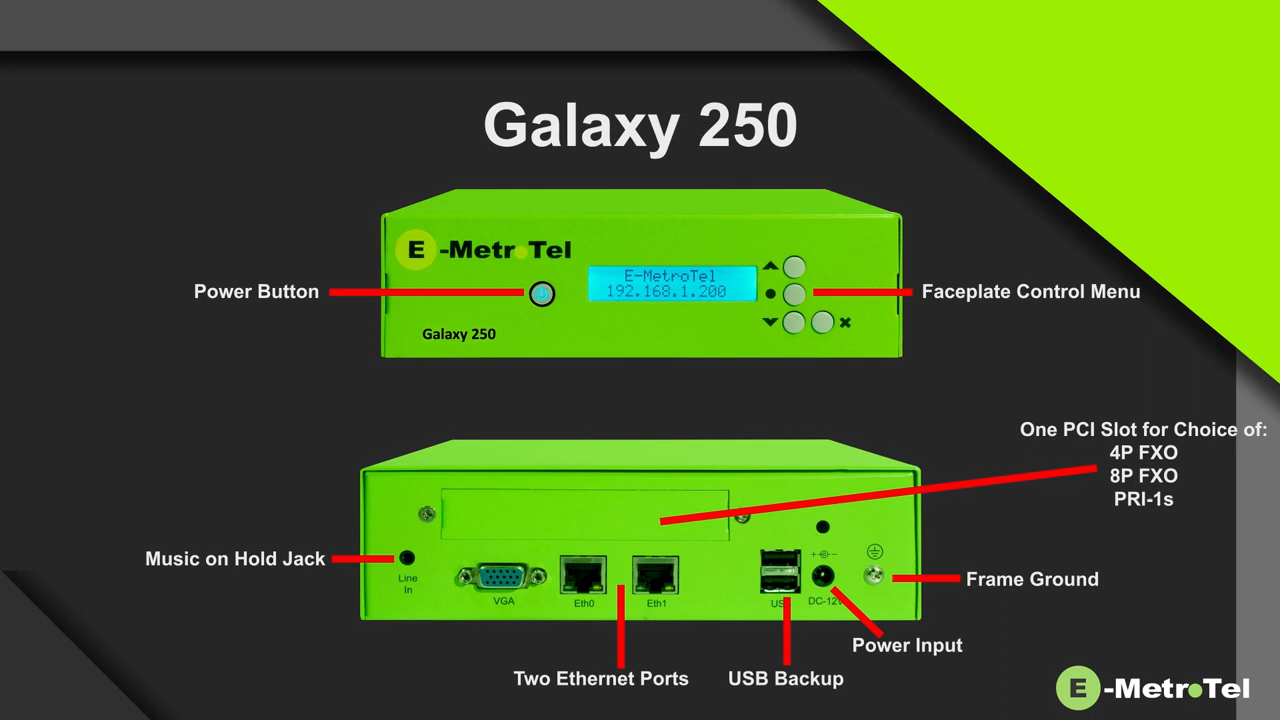 Galaxy 250
E-MetroTel
E-MetroTel
192.168.1.200
Power Button
Faceplate Control Menu
Galaxy 250
One PCI Slot for Choice of:
4P FXO
8P FXO
PRI-1s
Music on Hold Jack
Line
In
VGA
Eth0
Eth1
DC-12V
Frame Ground
Power Input
Two Ethernet Ports
USB Backup
E-MetroTel